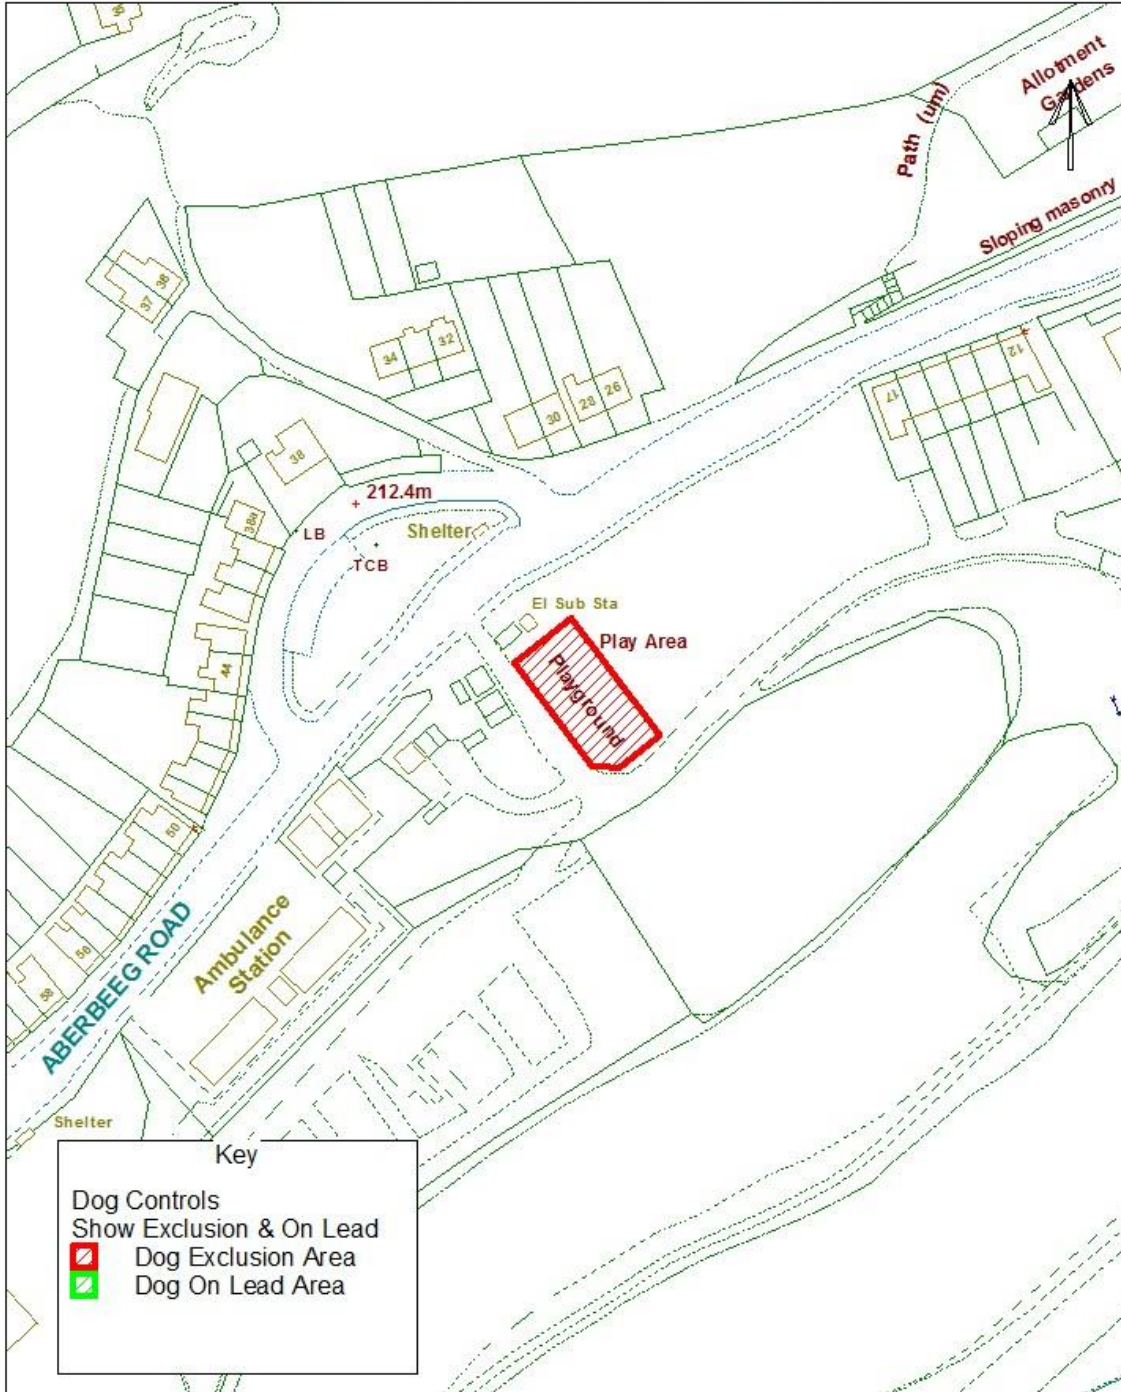 Allotment
Gardens
Path (um)
Sloping masonry
38
37
34
32
30
28
26
12
17
38
212.4m
38a
LB
Shelter
TCB
El Sub Sta
Play Area
Playground
44
50
56
58
ABERBEEG ROAD
Ambulance
Station
Shelter
Key
Dog Controls
Show Exclusion & On Lead
Dog Exclusion Area
Dog On Lead Area